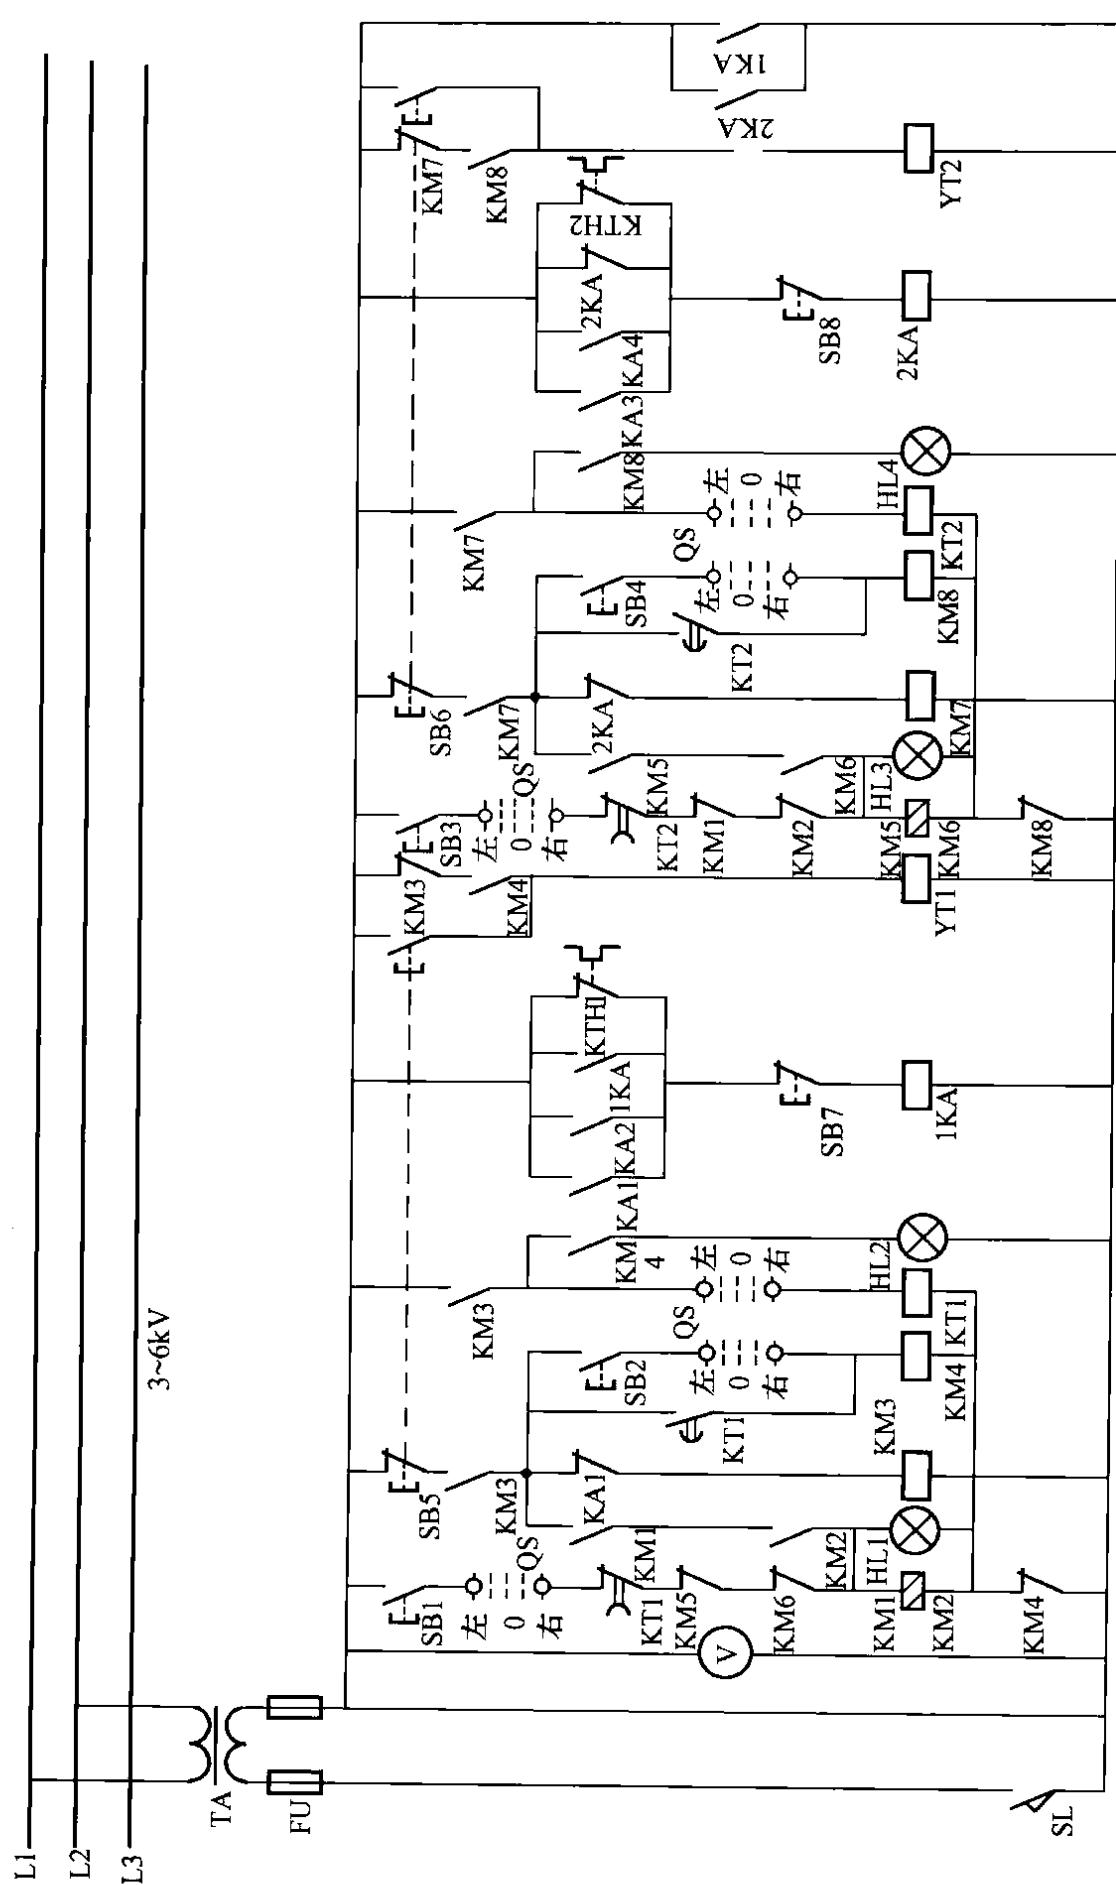 L1
L2
L3
3~6kV
TA
FU
SL
V
SB1
左
0
右
QS
KT1
KM1
KM5
KM6
KM2
HL1
KM1
KM2
KM4
SB5
KM3
KA1
KM3
KT1
SB2
左
0
右
QS
KM4
KM3
左
0
右
KT1
KM
4
HL2
KA1
KA2
1KA
KTH1
SB7
1KA
KM3
KM4
YT1
SB3
左
0
右
QS
KT2
KM5
KM1
KM2
KM6
HL3
KM5
KM6
KM8
SB6
KM7
2KA
KM7
KT2
SB4
左
0
右
QS
KM8
KM7
左
0
右
KT2
KM8
HL4
KA3
KA4
2KA
KTH2
SB8
2KA
KM7
KM8
YT2
1KA
2KA